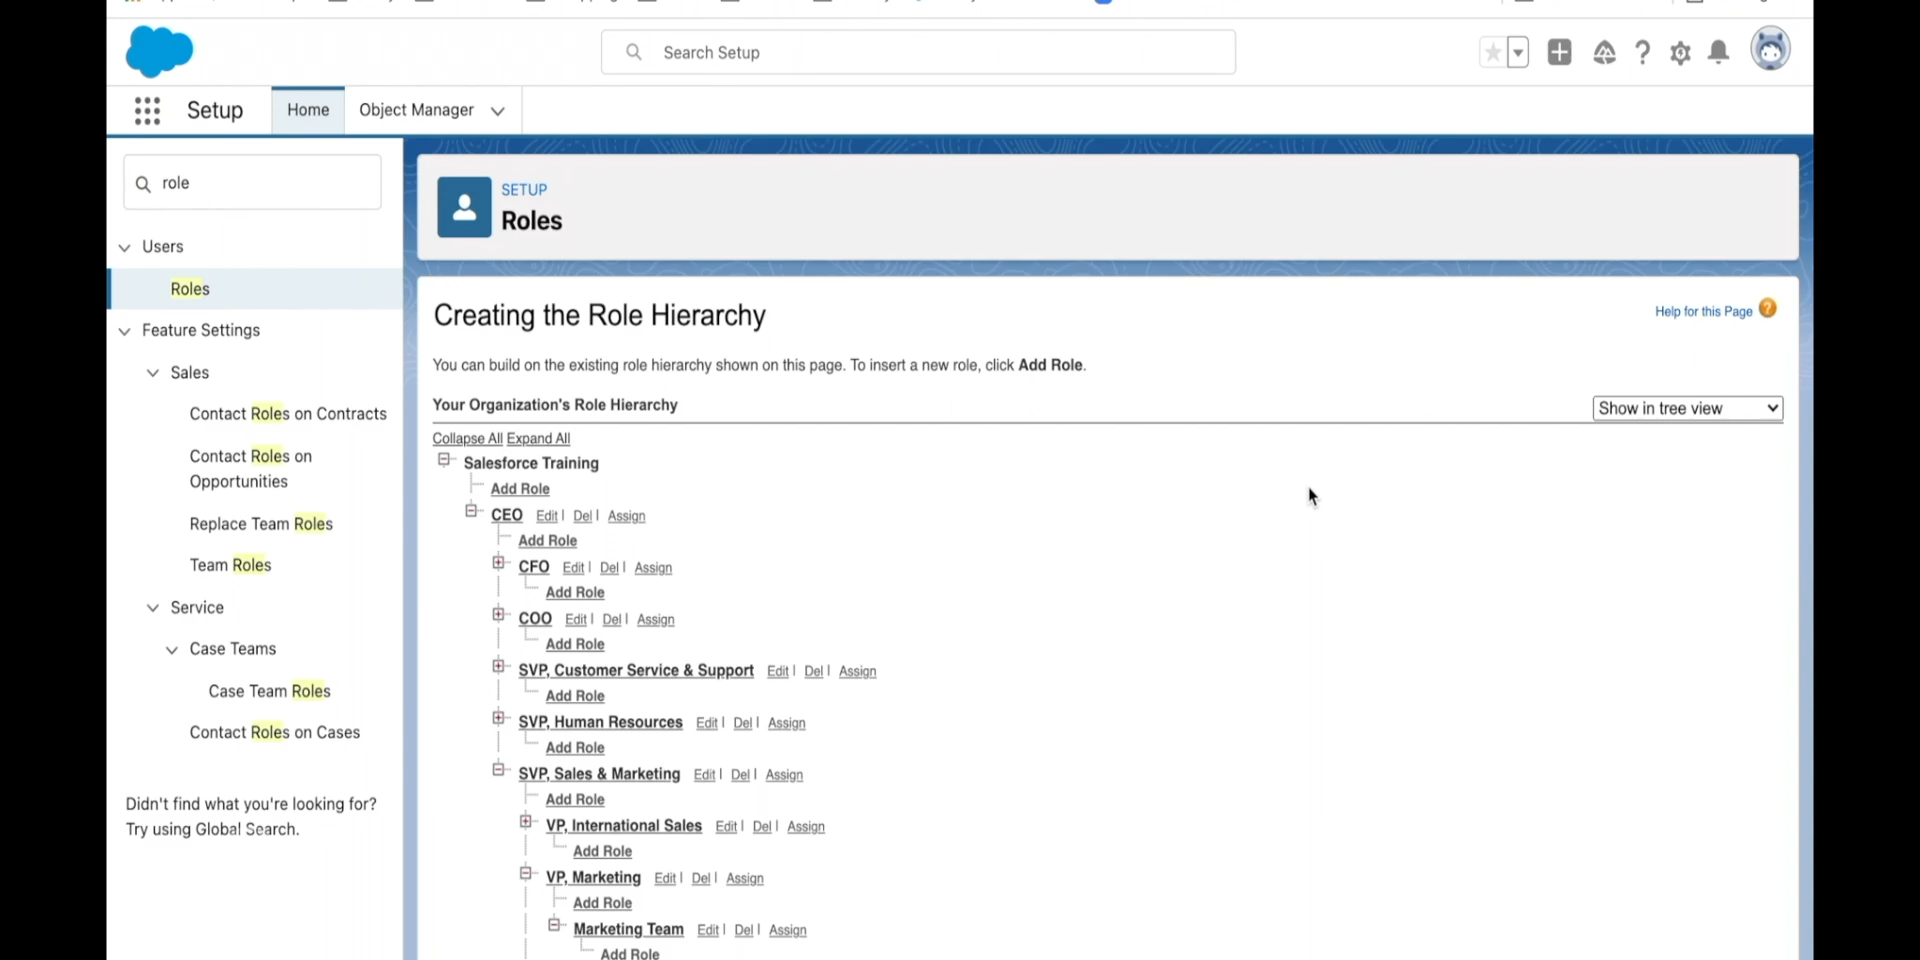 Search Setup
Setup
Home
Object Manager
role
Users
Roles
Feature Settings
Sales
Contact Roles on Contracts
Contact Roles on
Opportunities
Replace Team Roles
Team Roles
Service
Case Teams
Case Team Roles
Contact Roles on Cases
Didn't find what you're looking for?
Try using Global Search.
SETUP
Roles
Creating the Role Hierarchy
Help for this Page
You can build on the existing role hierarchy shown on this page. To insert a new role, click Add Role.
Your Organization's Role Hierarchy
Show in tree view
Collapse All Expand All
Salesforce Training
Add Role
CEO Edit | Del | Assign
Add Role
CFO Edit | Del | Assign
Add Role
COO Edit | Del | Assign
Add Role
SVP, Customer Service & Support Edit | Del | Assign
Add Role
SVP, Human Resources Edit | Del | Assign
Add Role
SVP, Sales & Marketing Edit | Del | Assign
Add Role
VP, International Sales Edit | Del | Assign
Add Role
VP, Marketing Edit | Del | Assign
Add Role
Marketing Team Edit | Del | Assign
Add Role